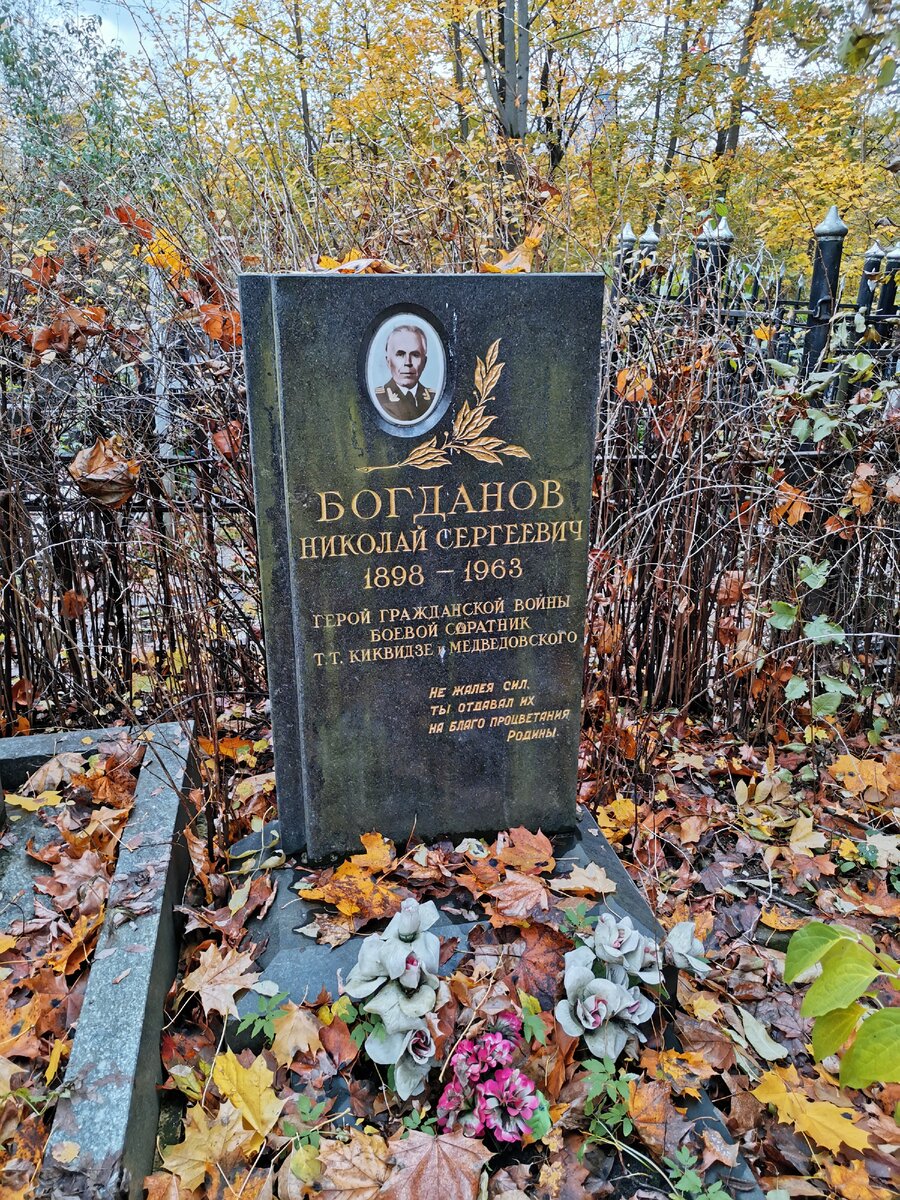 БОГДАНОВ
НИКОЛАЙ СЕРГЕЕВИЧ
1898 – 1963
ГЕРОЙ ГРАЖДАНСКОЙ ВОЙНЫ
БОЕВОЙ СОРАТНИК
Т.Т. КИКВИДЗЕ и МЕДВЕДОВСКОГО
НЕ ЖАЛЕЯ СИЛ,
ТЫ ОТДАВАЛ ИХ
НА БЛАГО ПРОЦВЕТАНИЯ
РОДИНЫ.